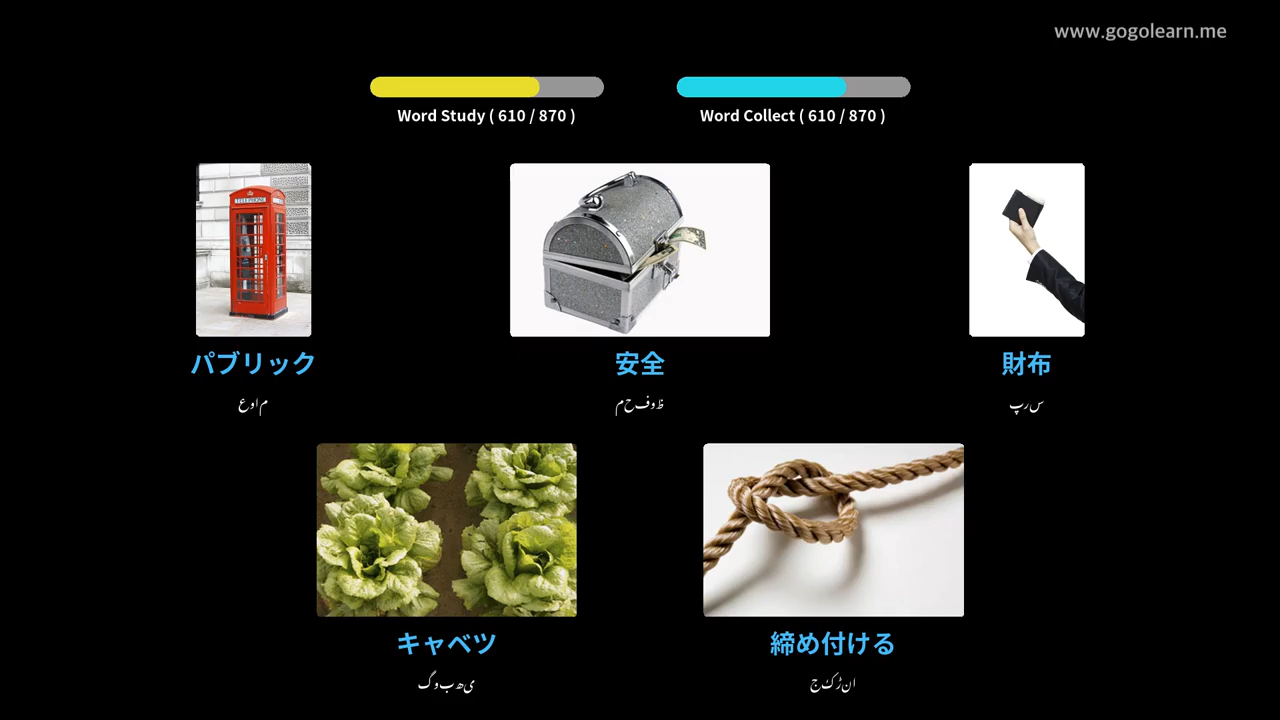 www.gogolearn.me
Word Study ( 610 / 870 )
Word Collect ( 610 / 870 )
TELEPHONE
パブリック
عوام
安全
محفوظ
財布
پرس
キャベツ
گوبھی
締め付ける
جکڑنا